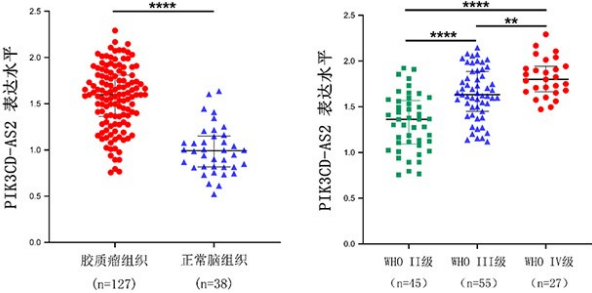 ****
2.5
2.0
1.5
1.0
0.5
0.0
PIK3CD-AS2 表达水平
胶质瘤组织
(n=127)
正常脑组织
(n=38)
****
****
**
2.5
2.0
1.5
1.0
0.5
0.0
PIK3CD-AS2 表达水平
WHO II级
(n=45)
WHO III级
(n=55)
WHO IV级
(n=27)